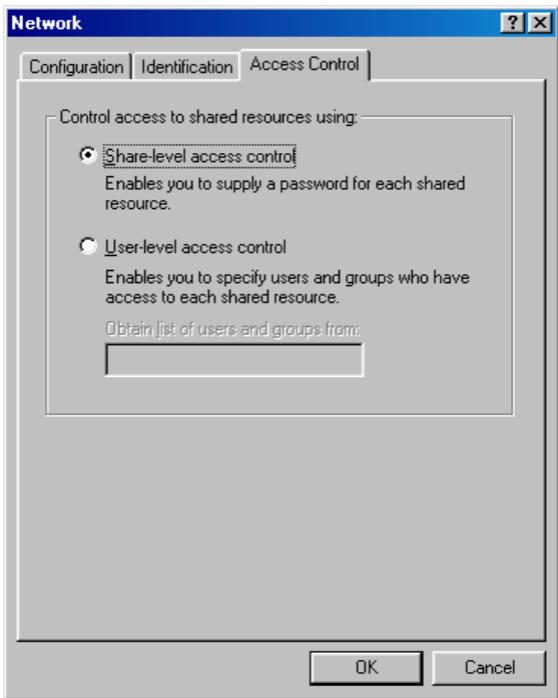 Network
Configuration Identification Access Control
Control access to shared resources using:
Share-level access control
Enables you to supply a password for each shared
resource.
User-level access control
Enables you to specify users and groups who have
access to each shared resource.
Obtain list of users and groups from:
OK Cancel